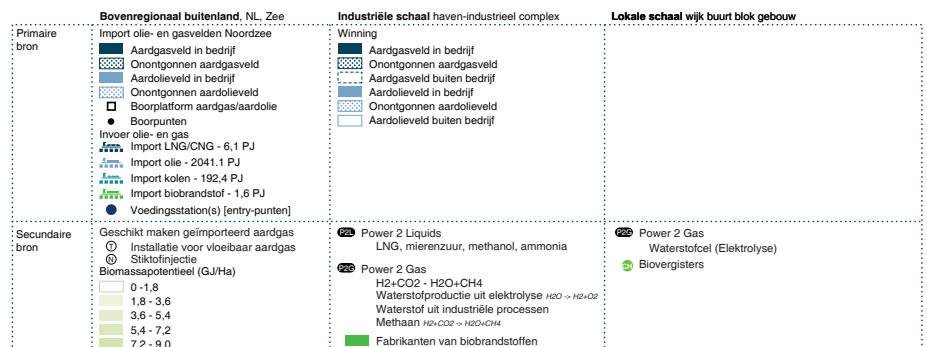 Bovenregionaal buitenland, NL, Zee
Industriële schaal haven-industrieel complex
Lokale schaal wijk buurt blok gebouw
Primaire
bron
Import olie- en gasvelden Noordzee
Aardgasveld in bedrijf
Onontgonnen aardgasveld
Aardolieveld in bedrijf
Onontgonnen aardolieveld
Boorplatform aardgas/aardolie
Boorpunten
Invoer olie- en gas
Import LNG/CNG - 6,1 PJ
Import olie - 2041.1 PJ
Import kolen - 192,4 PJ
Import biobrandstof - 1,6 PJ
Voedingsstation(s) [entry-punten]
Winning
Aardgasveld in bedrijf
Onontgonnen aardgasveld
Aardgasveld buiten bedrijf
Aardolieveld in bedrijf
Onontgonnen aardolieveld
Aardolieveld buiten bedrijf
Secundaire
bron
Geschikt maken geïmporteerd aardgas
T Installatie voor vloeibaar aardgas
N Stiktofinjectie
Biomassapotentieel (GJ/Ha)
0 -1,8
1,8 - 3,6
3,6 - 5,4
5,4 - 7,2
7,2 - 9,0
P2L Power 2 Liquids
LNG, mierenzuur, methanol, ammonia
P2G Power 2 Gas
H2+CO2 - H2O+CH4
Waterstofproductie uit elektrolyse H2O -> H2+O2
Waterstof uit industriële processen
Methaan H2+CO2 -> H2O+CH4
Fabrikanten van biobrandstoffen
P2G Power 2 Gas
Waterstofcel (Elektrolyse)
CH Biovergisters